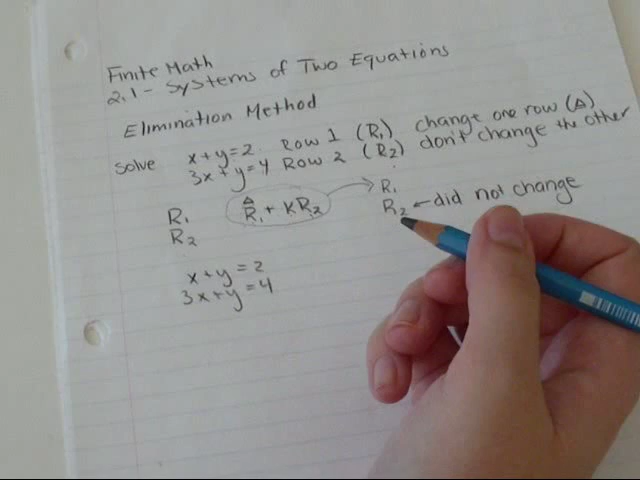 Finite Math
2.1 - Systems of Two Equations
Elimination Method
Solve x+y=2 Row 1 (R1) change one row (Δ)
3x+y=4 Row 2 (R2) don't change the other
R1 Δ R1 + KR2 → R1
R2 R2 ← did not change
x+y=2
3x+y=4